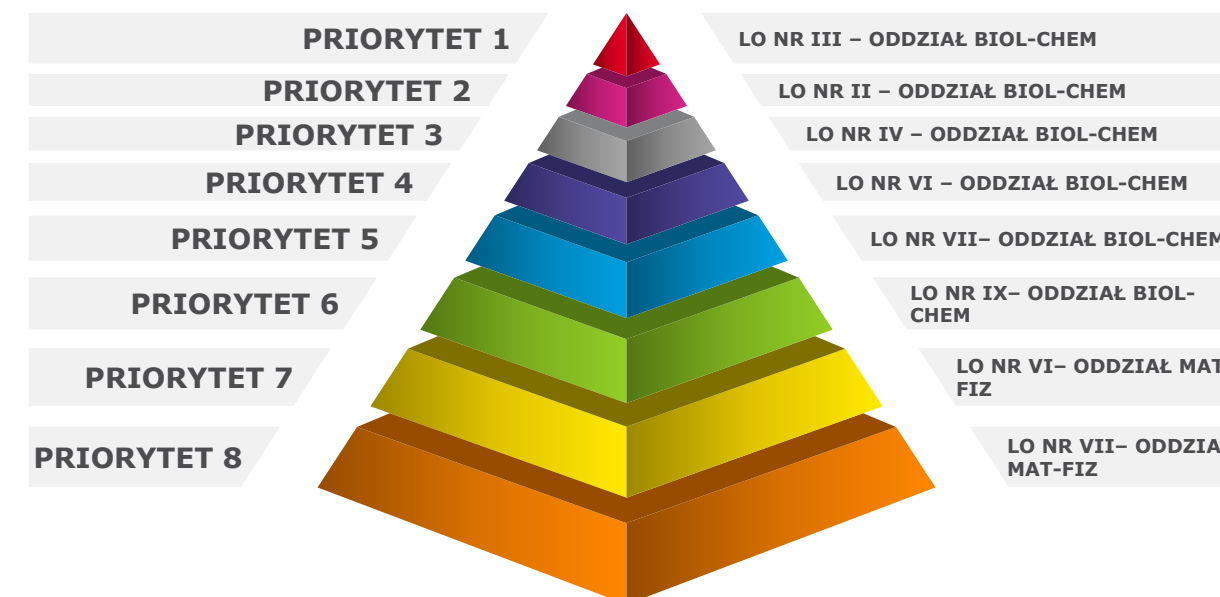 PRIORYTET 1
LO NR III – ODDZIAŁ BIOL-CHEM
PRIORYTET 2
LO NR II – ODDZIAŁ BIOL-CHEM
PRIORYTET 3
LO NR IV – ODDZIAŁ BIOL-CHEM
PRIORYTET 4
LO NR VI – ODDZIAŁ BIOL-CHEM
PRIORYTET 5
LO NR VII– ODDZIAŁ BIOL-CHEM
PRIORYTET 6
LO NR IX– ODDZIAŁ BIOL-
CHEM
PRIORYTET 7
LO NR VI– ODDZIAŁ MAT-
FIZ
PRIORYTET 8
LO NR VII– ODDZIA
MAT-FIZ